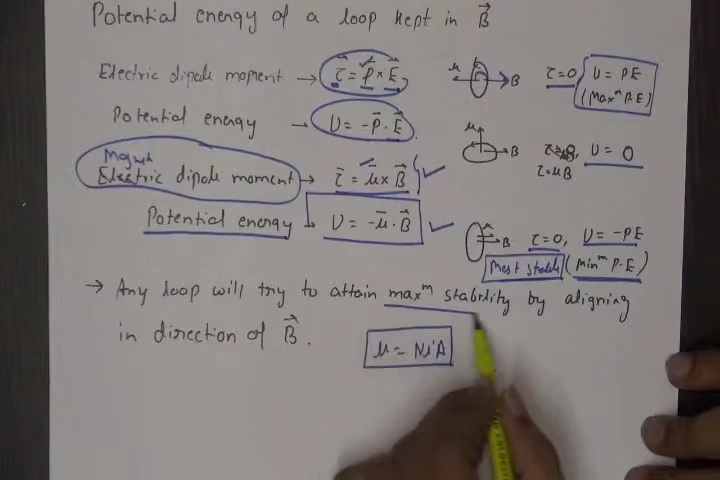 Potential energy of a loop kept in B⃗
Electric dipole moment → τ⃗ = p⃗ × E⃗
μ B τ=0, U = PE
(Maxᵐ P.E)
Potential energy → U = -p⃗ · E⃗
μ B U = 0
τ = μB
Magnetic
Electric dipole moment → τ⃗ = μ⃗ × B⃗
Potential energy → U = -μ⃗ · B⃗
μ B τ=0, U = -PE
Most stable (Minᵐ P.E)
→ Any loop will try to attain maxᵐ stability by aligning
in direction of B⃗.
μ = NiA